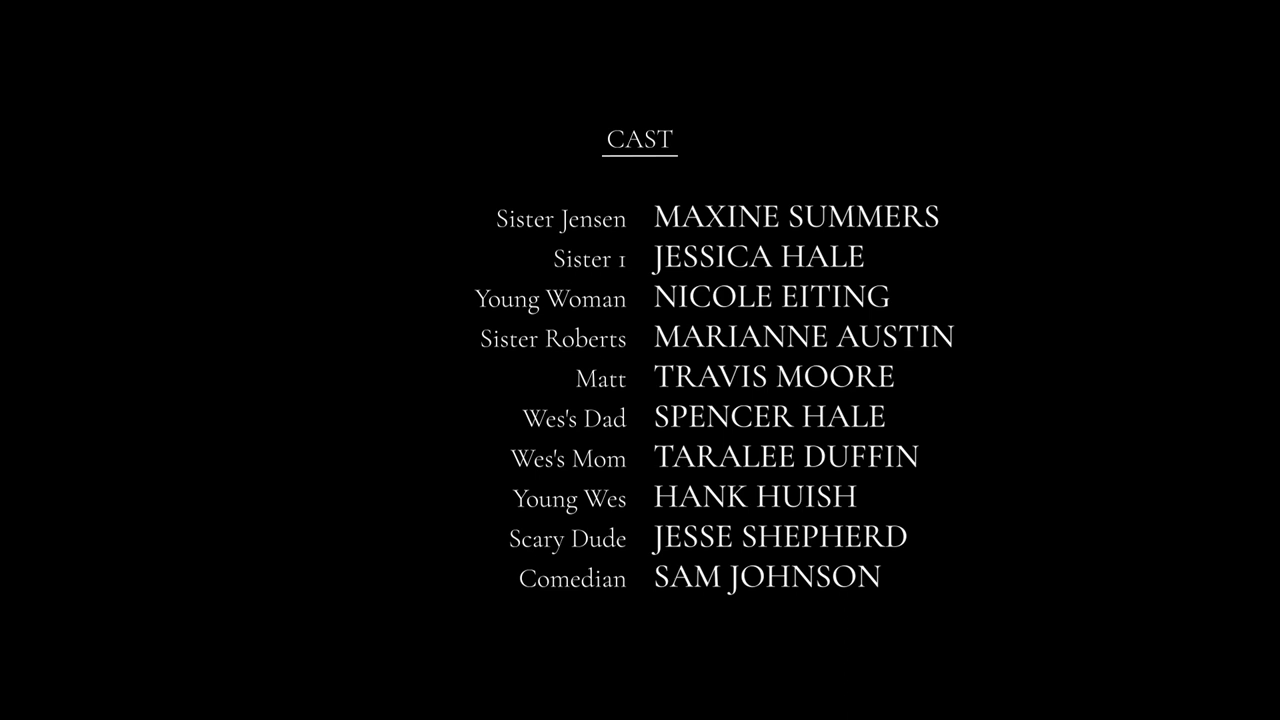 CAST
Sister Jensen MAXINE SUMMERS
Sister 1 JESSICA HALE
Young Woman NICOLE EITING
Sister Roberts MARIANNE AUSTIN
Matt TRAVIS MOORE
Wes's Dad SPENCER HALE
Wes's Mom TARALEE DUFFIN
Young Wes HANK HUISH
Scary Dude JESSE SHEPHERD
Comedian SAM JOHNSON